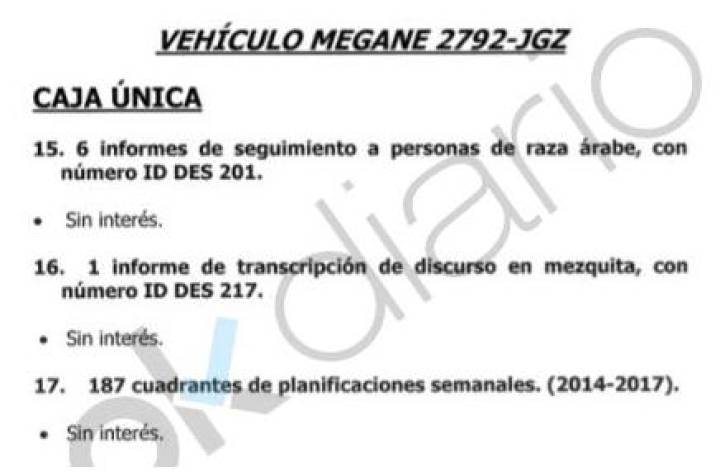 VEHÍCULO MEGANE 2792-JGZ
CAJA ÚNICA
15. 6 informes de seguimiento a personas de raza árabe, con
número ID DES 201.
• Sin interés.
16. 1 informe de transcripción de discurso en mezquita, con
número ID DES 217.
• Sin interés.
17. 187 cuadrantes de planificaciones semanales. (2014-2017).
• Sin interés.
okdiario